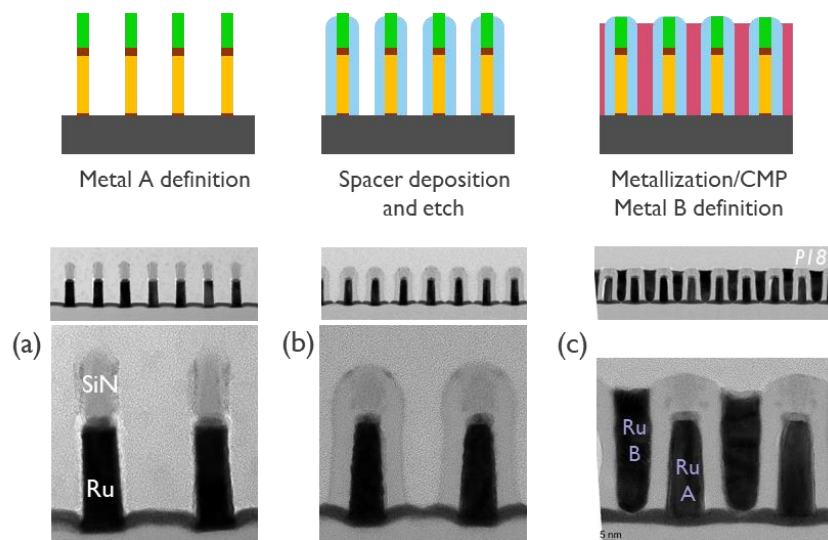 Metal A definition
Spacer deposition
and etch
Metallization/CMP
Metal B definition
P18
(a)
SiN
Ru
(b)
(c)
Ru
B
Ru
A
5 nm